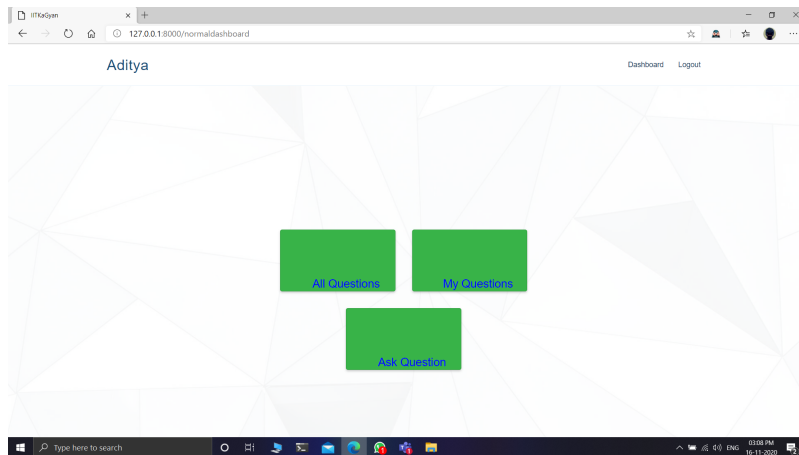 IITKaGyan
127.0.0.1:8000/normaldashboard
Aditya
Dashboard Logout
All Questions My Questions
Ask Question
Type here to search
ENG
03:08 PM
16-11-2020